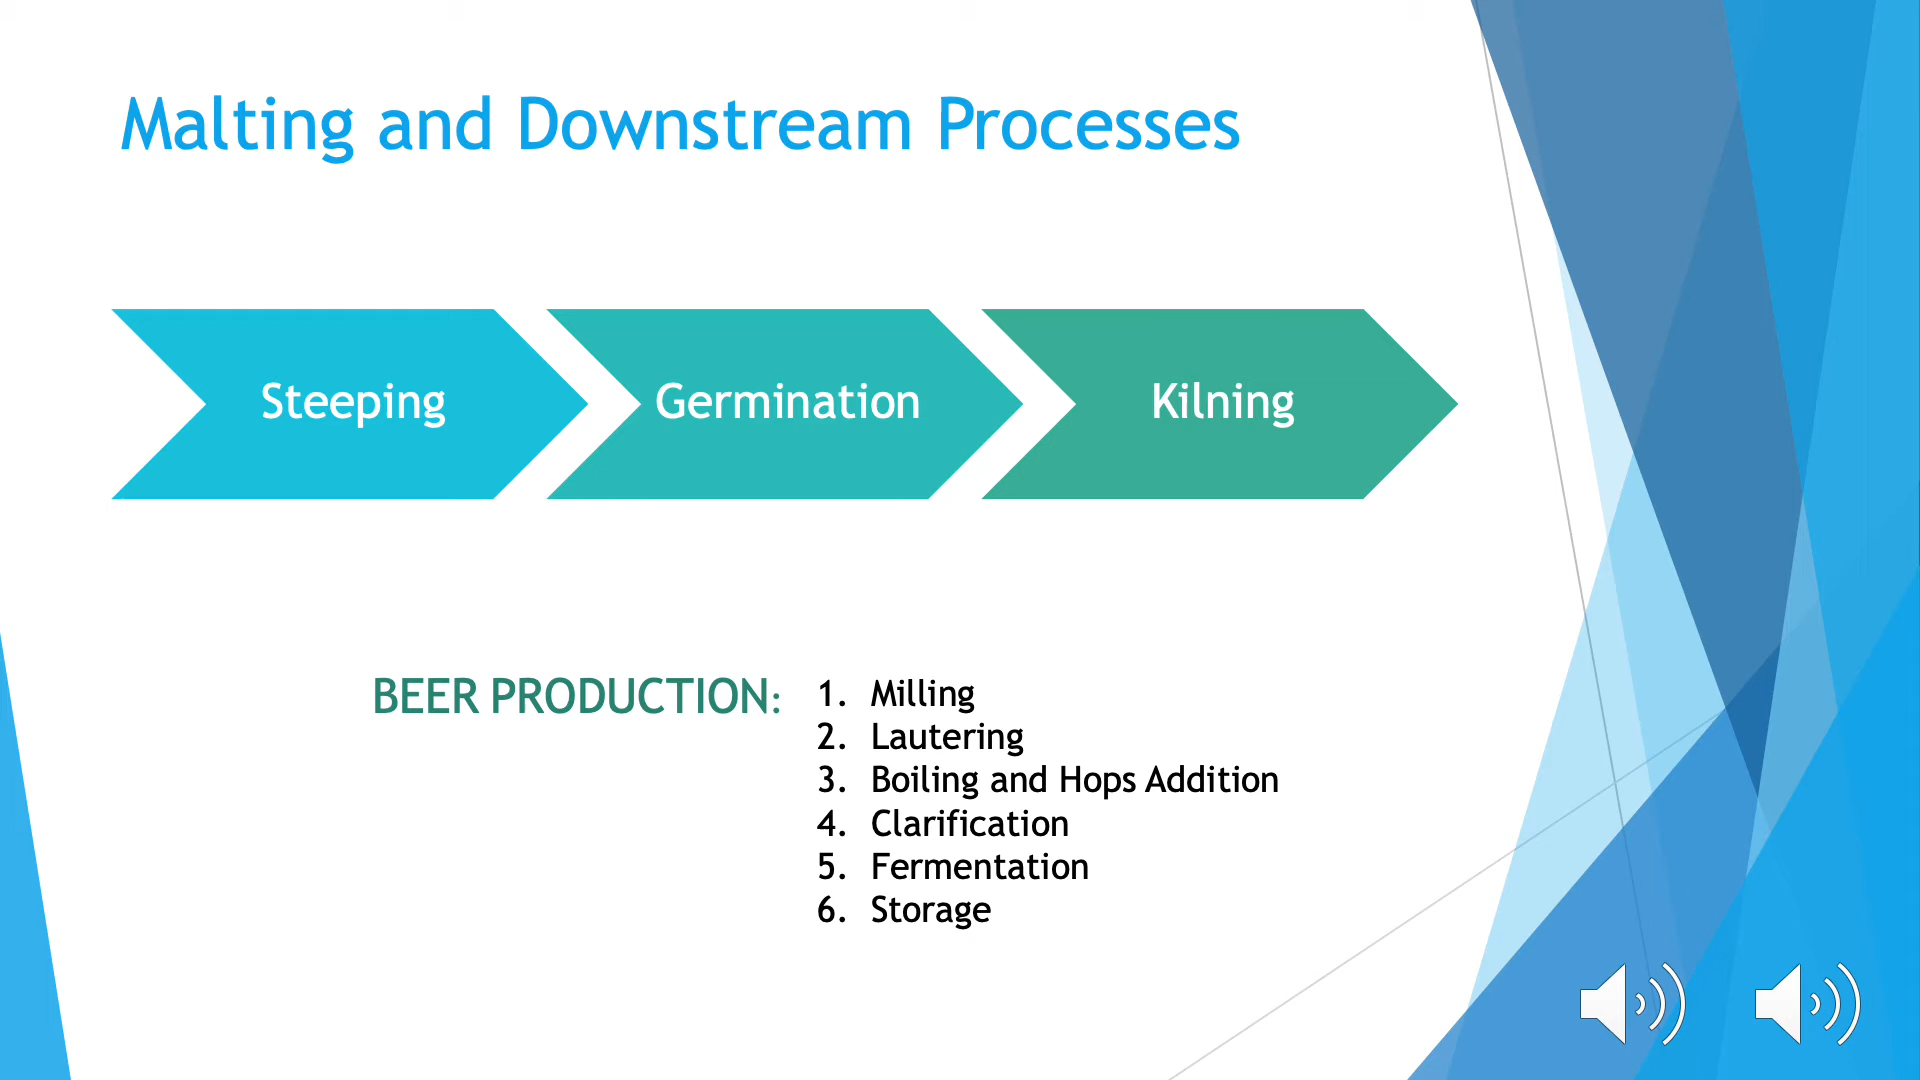 Malting and Downstream Processes
Steeping
Germination
Kilning
BEER PRODUCTION:
1. Milling
2. Lautering
3. Boiling and Hops Addition
4. Clarification
5. Fermentation
6. Storage